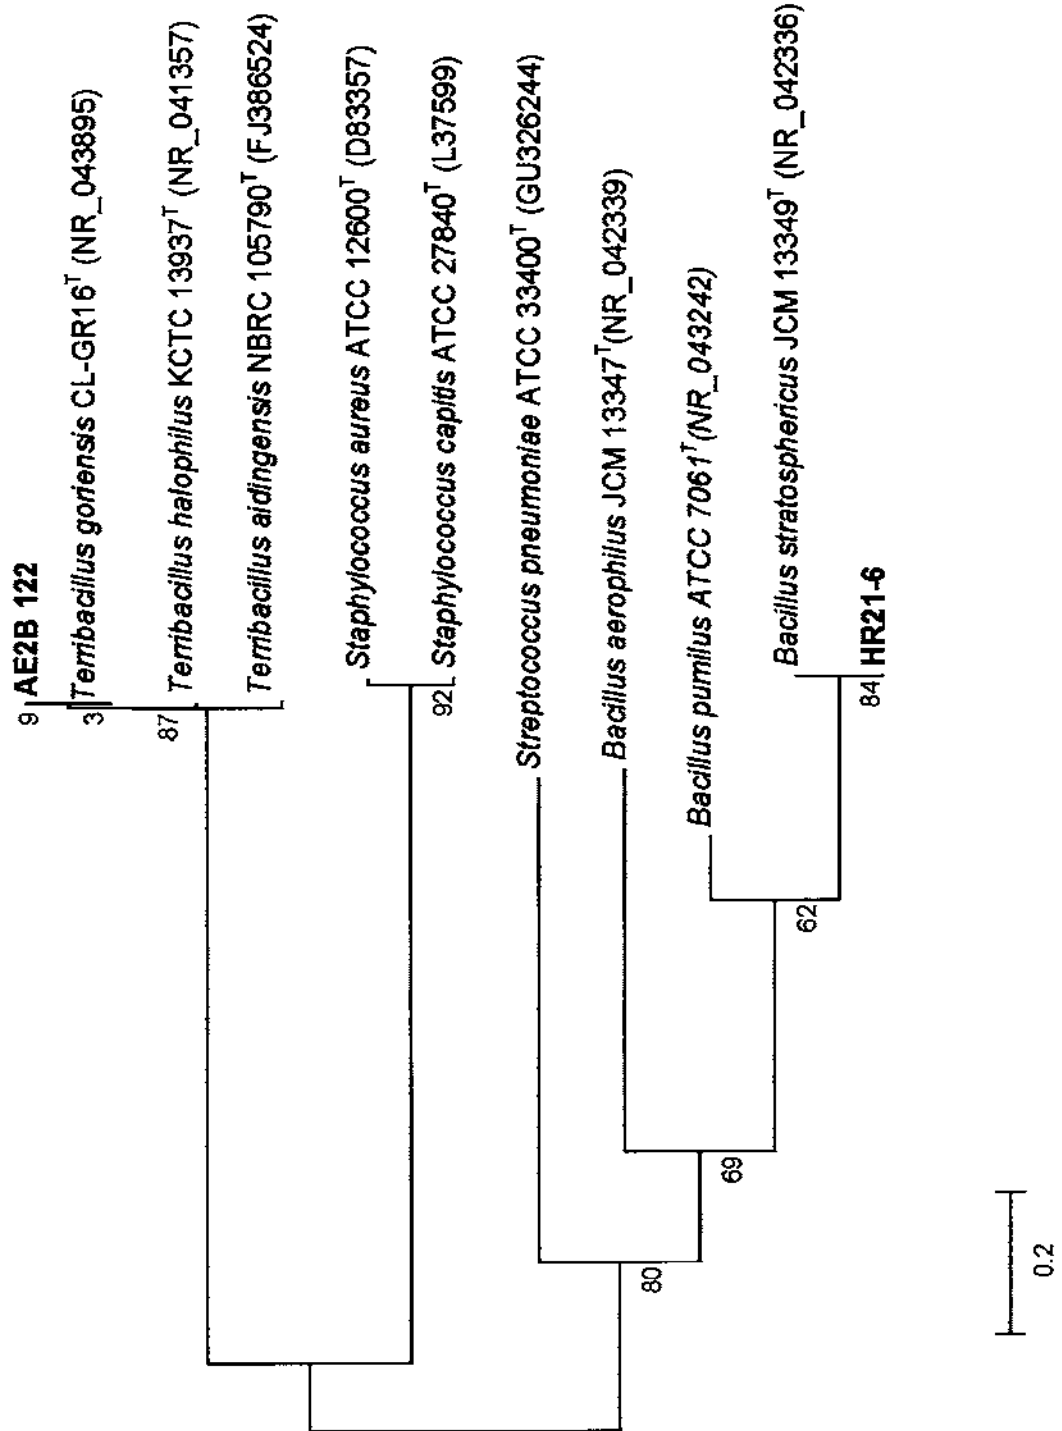 AE2B 122
9
Terribacillus goriensis CL-GR16T (NR_043895)
3
Terribacillus halophilus KCTC 13937T (NR_041357)
87
Terribacillus aidingensis NBRC 105790T (FJ386524)
Staphylococcus aureus ATCC 12600T (D83357)
Staphylococcus capitis ATCC 27840T (L37599)
92
Streptococcus pneumoniae ATCC 33400T (GU326244)
80
Bacillus aerophilus JCM 13347T(NR_042339)
69
Bacillus pumilus ATCC 7061T(NR_043242)
62
Bacillus stratosphericus JCM 13349T (NR_042336)
84
HR21-6
0.2